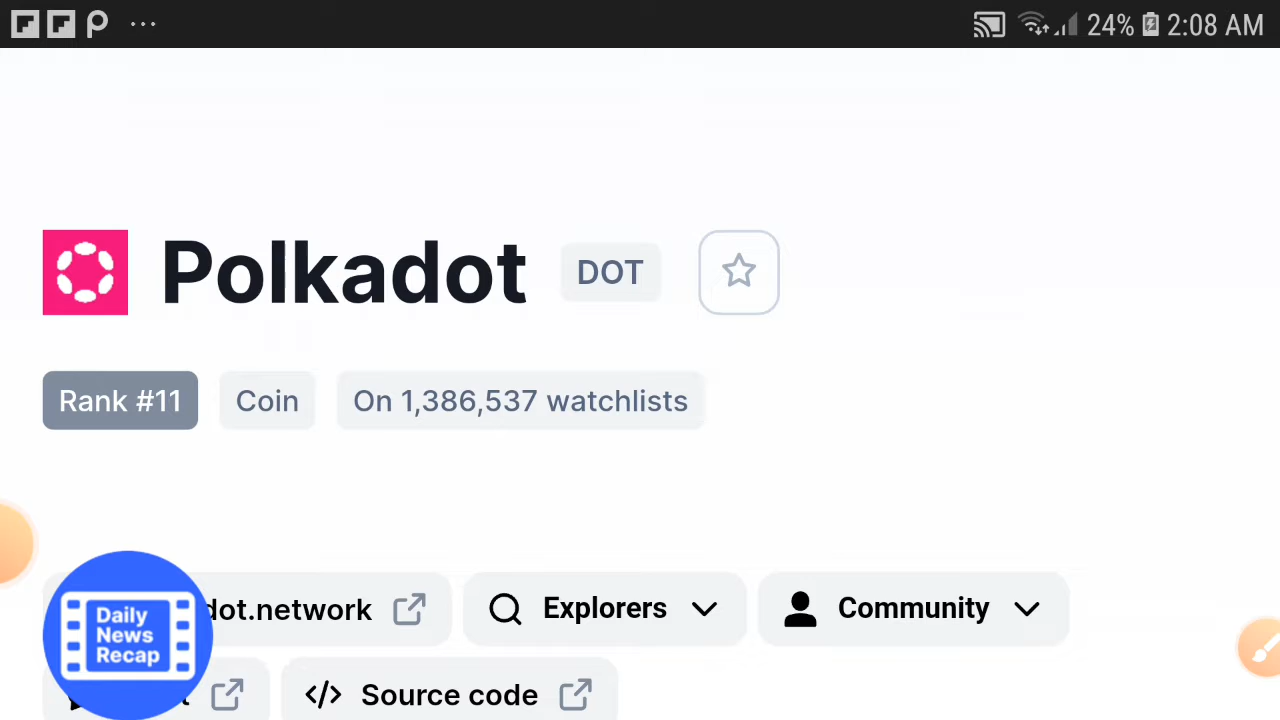 24% 2:08 AM
Polkadot DOT
Rank #11 Coin On 1,386,537 watchlists
dot.network Explorers Community
Daily
News
Recap
</> Source code